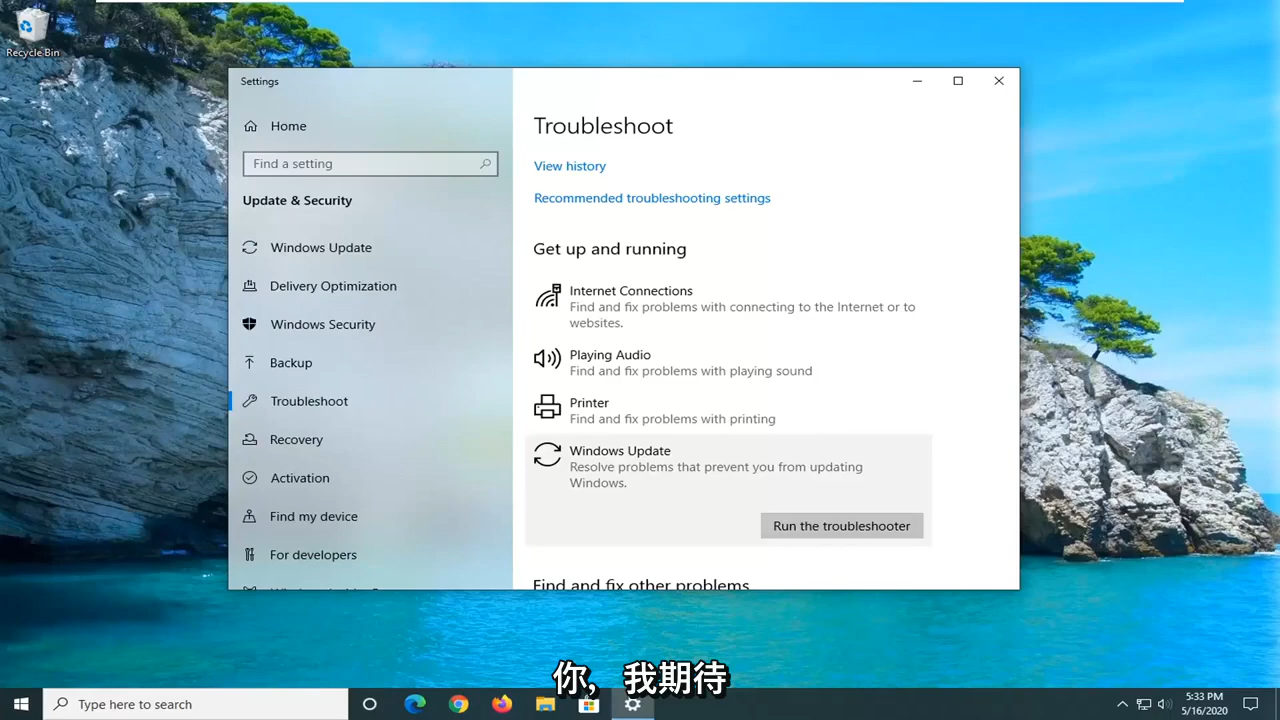 Recycle Bin
Settings
Home
Find a setting
Update & Security
Windows Update
Delivery Optimization
Windows Security
Backup
Troubleshoot
Recovery
Activation
Find my device
For developers
Troubleshoot
View history
Recommended troubleshooting settings
Get up and running
Internet Connections
Find and fix problems with connecting to the Internet or to
websites.
Playing Audio
Find and fix problems with playing sound
Printer
Find and fix problems with printing
Windows Update
Resolve problems that prevent you from updating
Windows.
Run the troubleshooter
Find and fix other problems
你，我期待
Type here to search
5:33 PM
5/16/2020